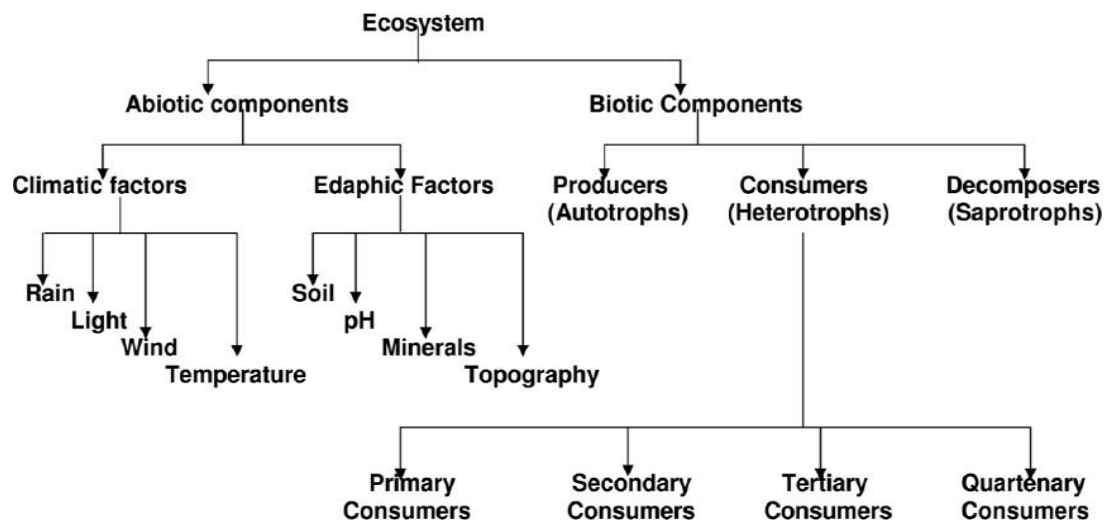 Ecosystem
Abiotic components
Biotic Components
Climatic factors
Edaphic Factors
Producers
(Autotrophs)
Consumers
(Heterotrophs)
Decomposers
(Saprotrophs)
Rain
Light
Wind
Temperature
Soil
pH
Minerals
Topography
Primary
Consumers
Secondary
Consumers
Tertiary
Consumers
Quartenary
Consumers